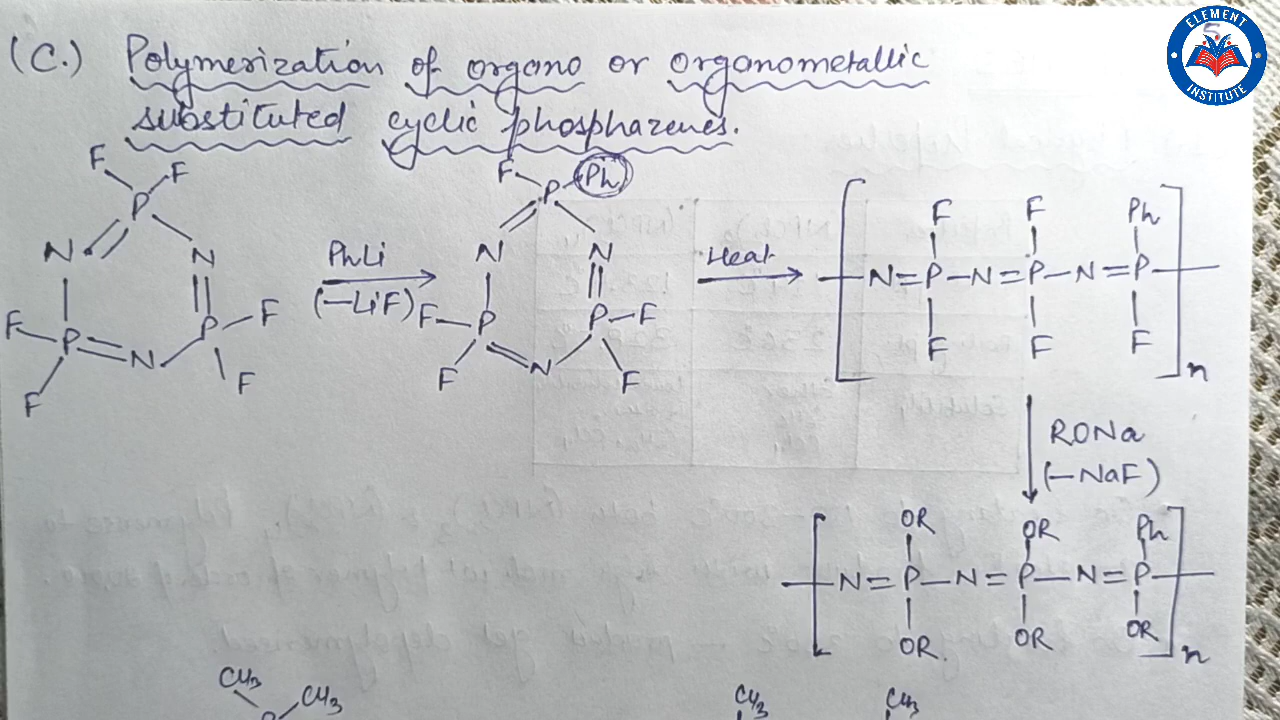 (C.) Polymerization of organo or organometallic
substituted cyclic phosphazenes.
ELEMENT
INSTITUTE
F F
P
N N
F P P F
N
F F
PhLi
(-LiF)
F P Ph
N N
F P P F
N
F F
Heat
F F Ph
N=P-N=P-N=P
F F F
n
RONa
(-NaF)
OR OR Ph
N=P-N=P-N=P
OR OR OR
n
CH3 CH3
CH3 CH3